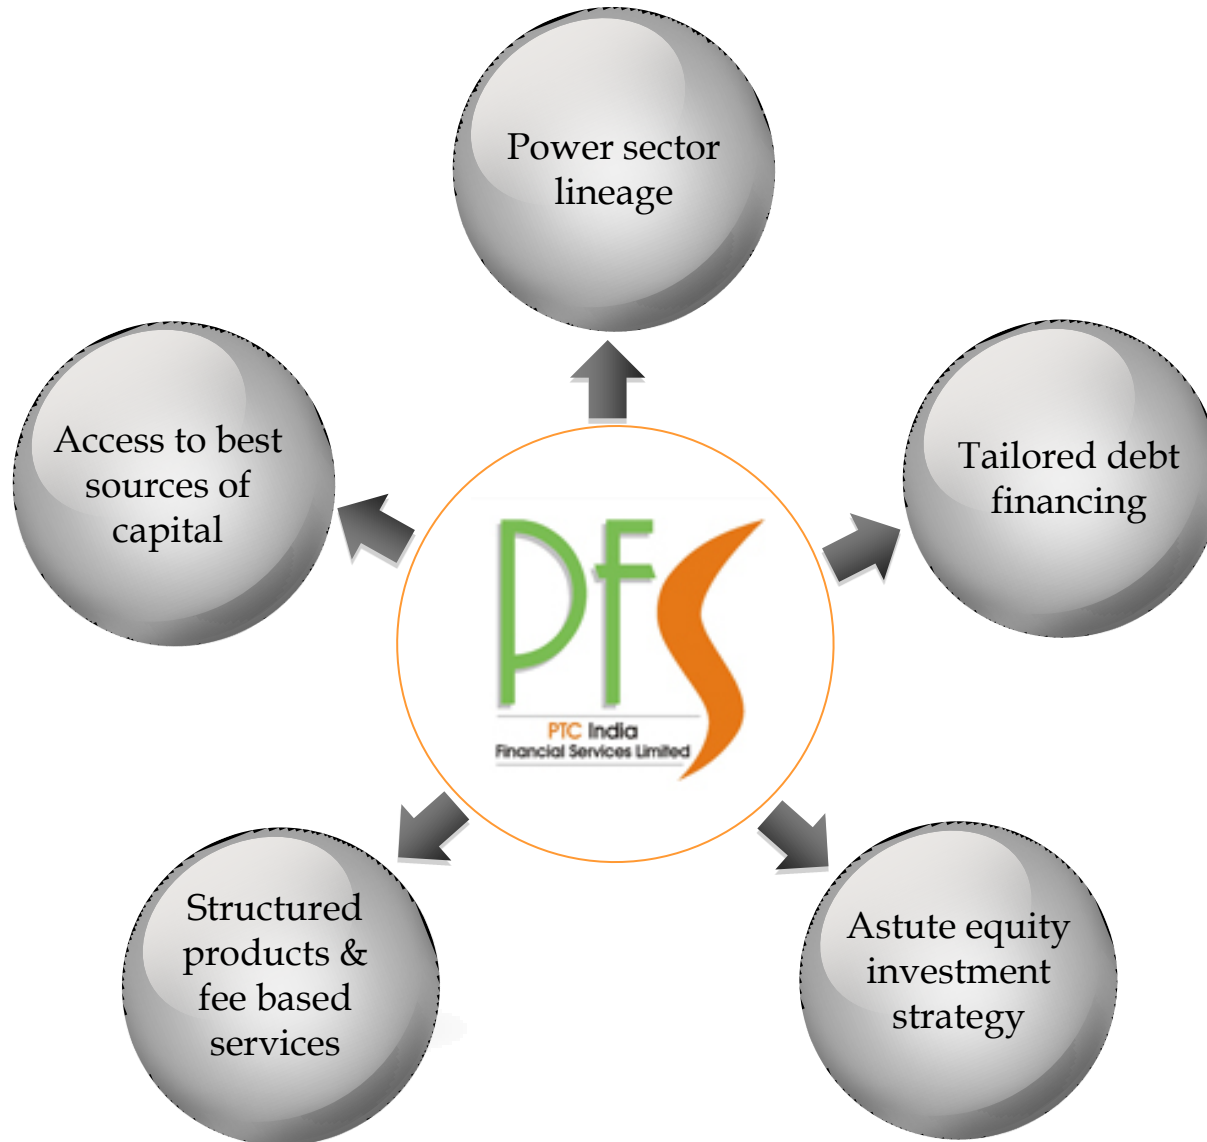 Power sector
lineage
Access to best
sources of
capital
Tailored debt
financing
PFS
PTC India
Financial Services Limited
Structured
products &
fee based
services
Astute equity
investment
strategy